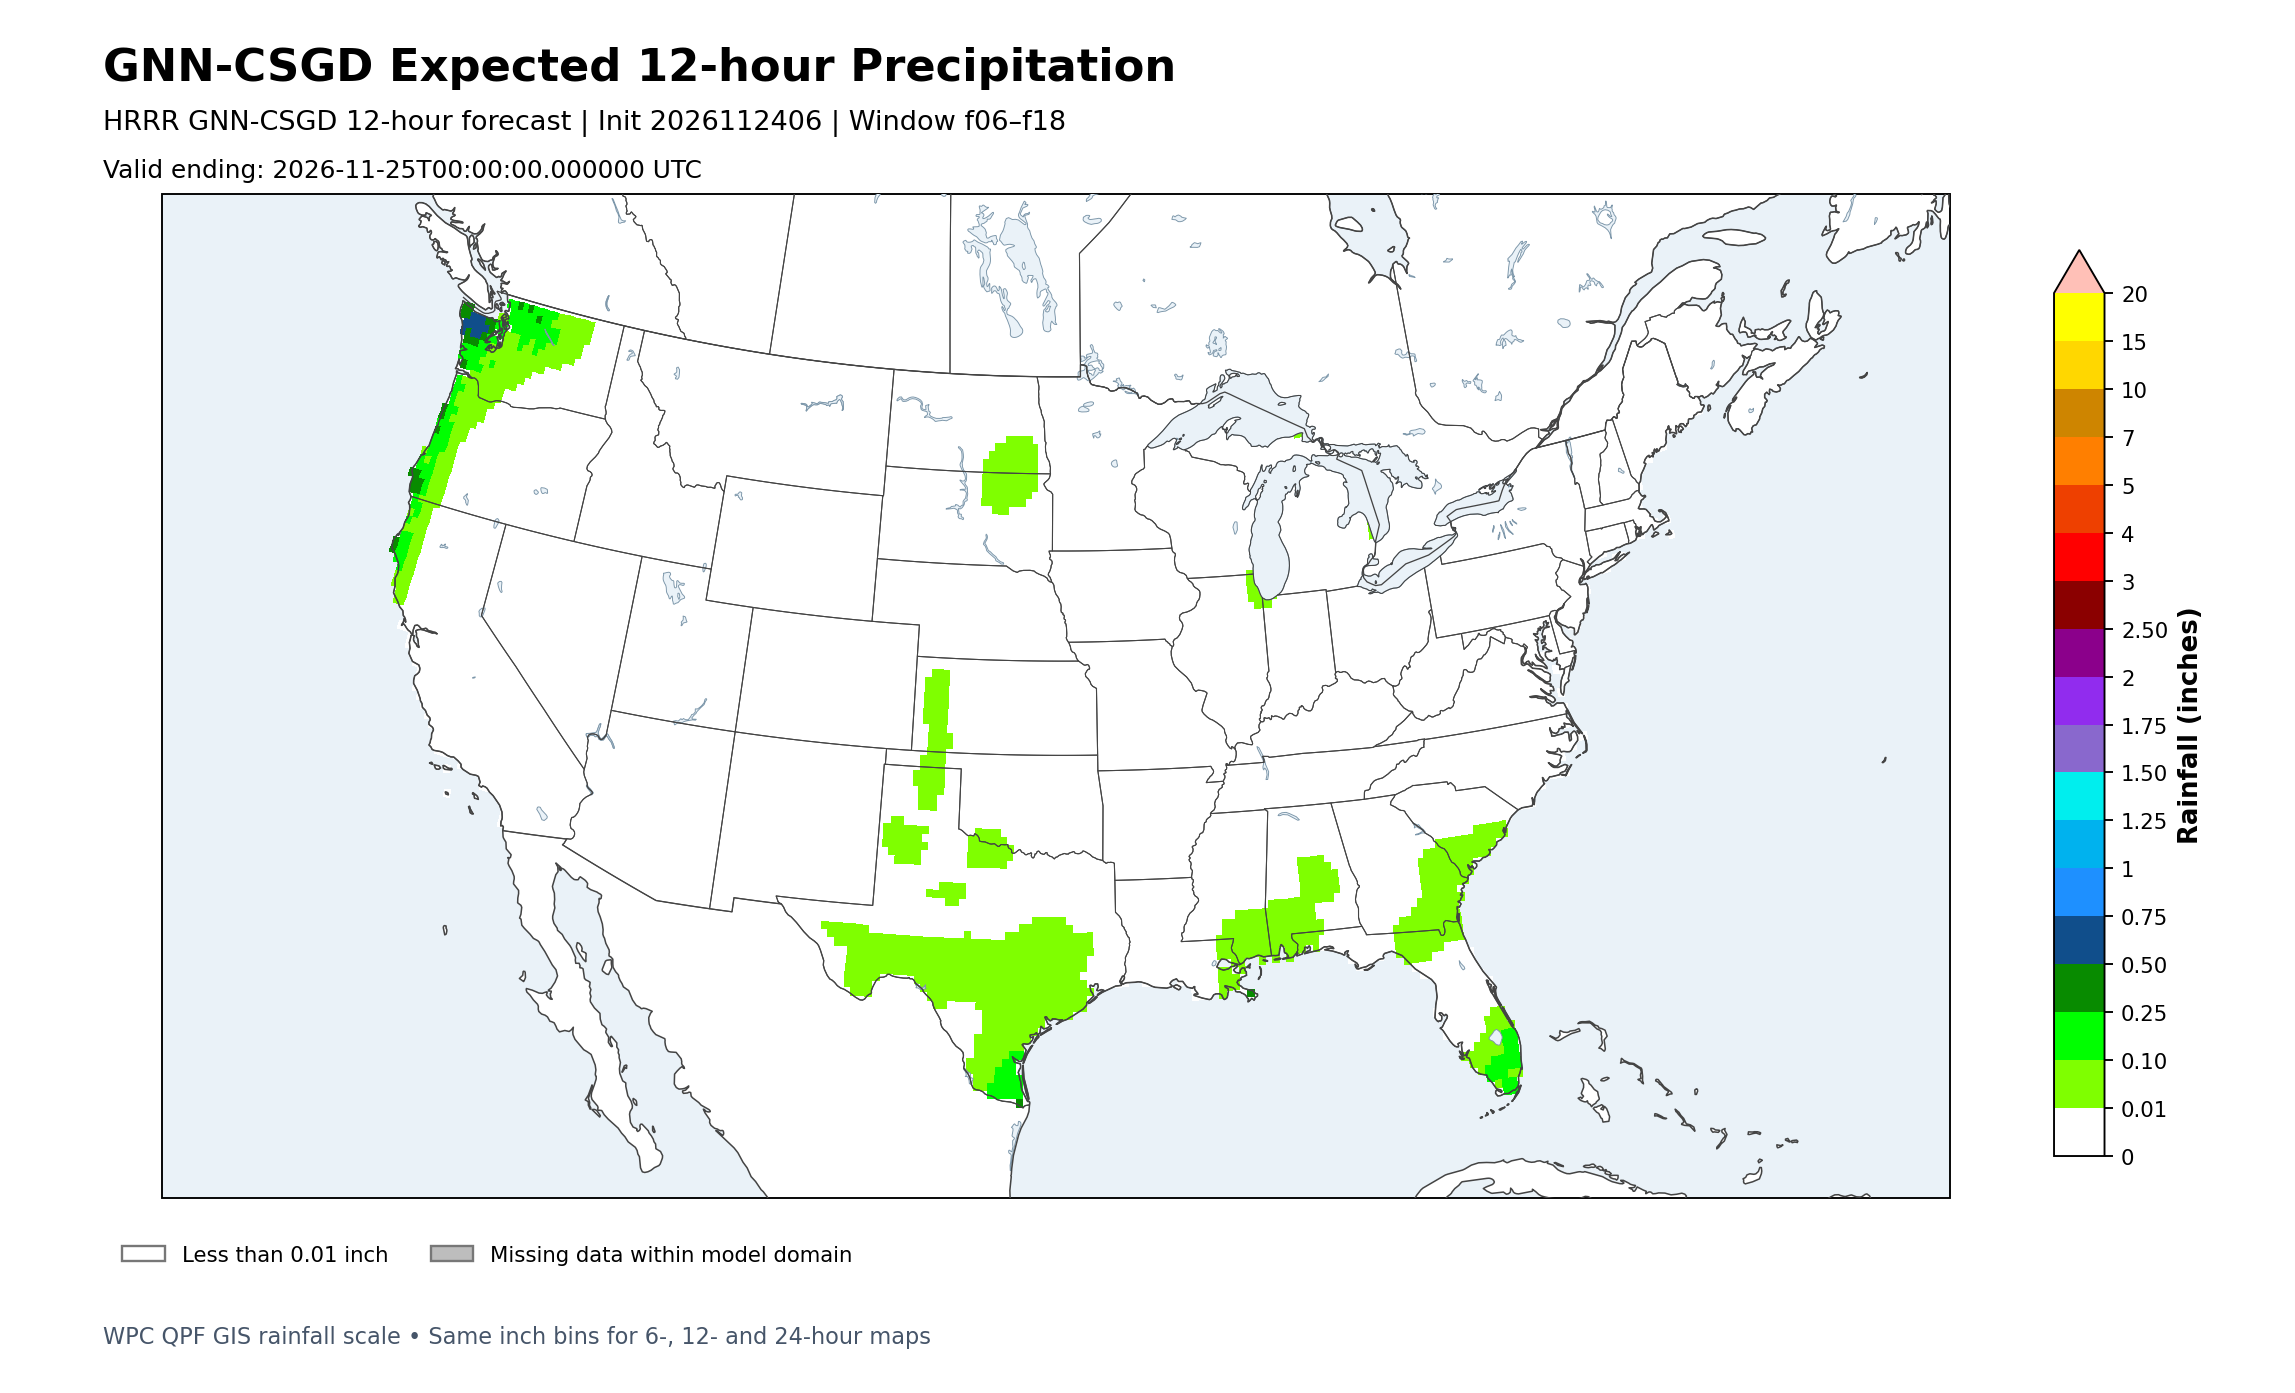 GNN-CSGD Expected 12-hour Precipitation
HRRR GNN-CSGD 12-hour forecast | Init 2026112406 | Window f06–f18
Valid ending: 2026-11-25T00:00:00.000000 UTC
20
15
10
7
5
4
3
2.50
2
1.75
1.50
1.25
1
0.75
0.50
0.25
0.10
0.01
0
Rainfall (inches)
Less than 0.01 inch
Missing data within model domain
WPC QPF GIS rainfall scale • Same inch bins for 6-, 12- and 24-hour maps